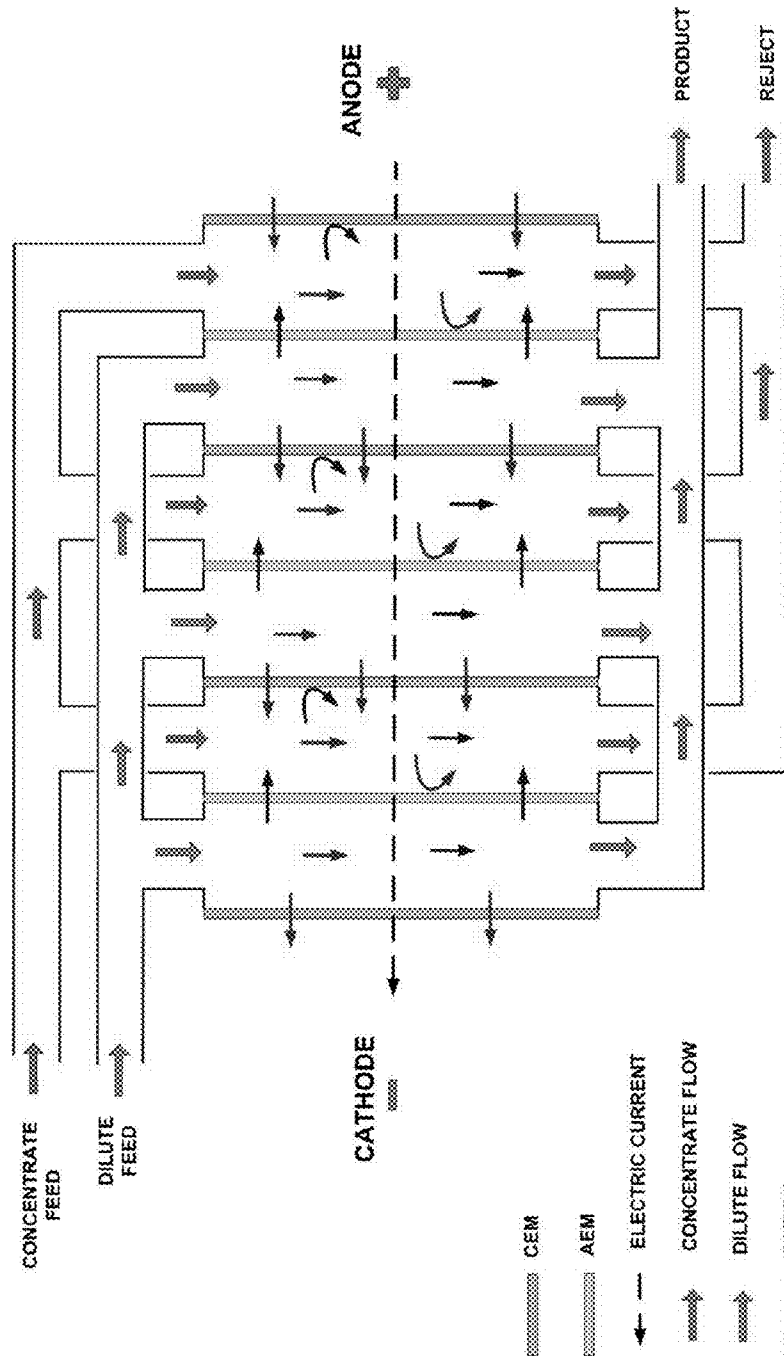 CONCENTRATE
FEED
DILUTE
FEED
CATHODE
ANODE
PRODUCT
REJECT
CEM
AEM
ELECTRIC CURRENT
CONCENTRATE FLOW
DILUTE FLOW